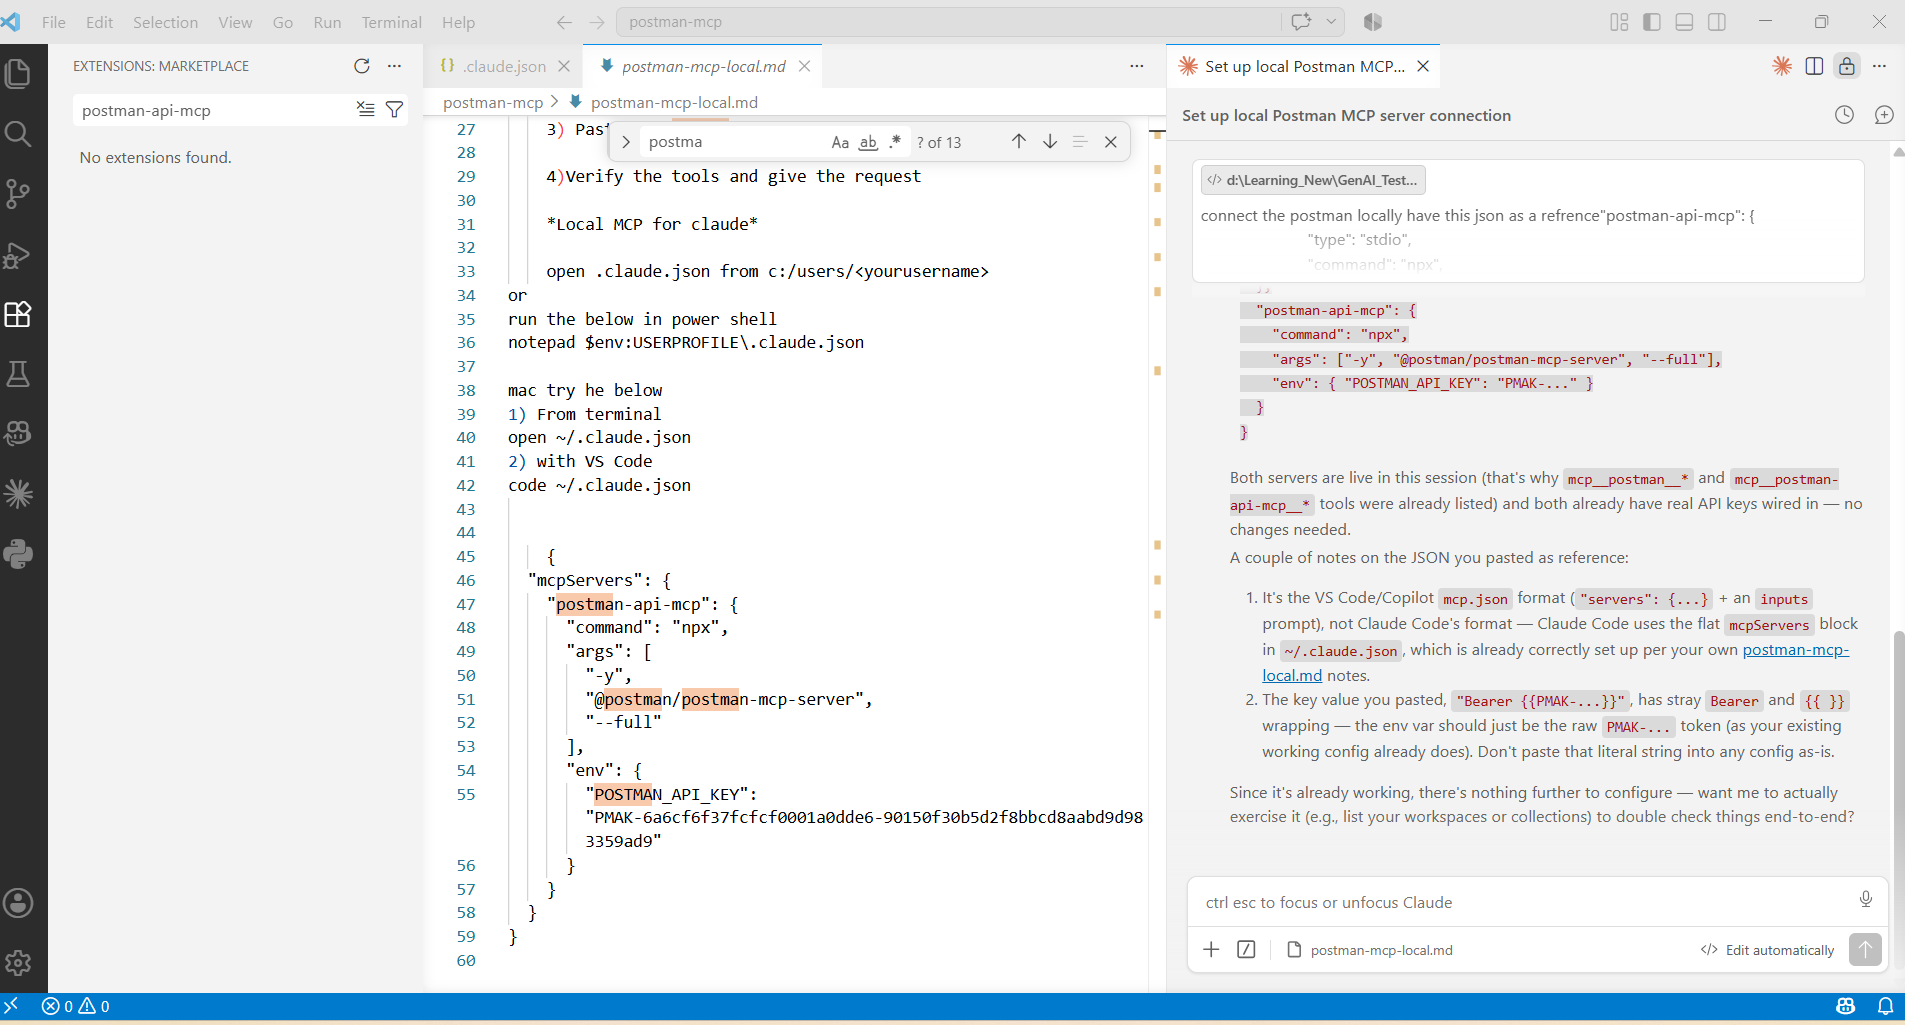 File Edit Selection View Go Run Terminal Help
postman-mcp
EXTENSIONS: MARKETPLACE
postman-api-mcp
No extensions found.
{} .claude.json
postman-mcp-local.md
postman-mcp > postman-mcp-local.md
postma
Aa ab .* ? of 13
27 3) Pas
28
29 4)Verify the tools and give the request
30
31 *Local MCP for claude*
32
33 open .claude.json from c:/users/<yourusername>
34 or
35 run the below in power shell
36 notepad $env:USERPROFILE\.claude.json
37
38 mac try he below
39 1) From terminal
40 open ~/.claude.json
41 2) with VS Code
42 code ~/.claude.json
43
44
45 {
46 "mcpServers": {
47 "postman-api-mcp": {
48 "command": "npx",
49 "args": [
50 "-y",
51 "@postman/postman-mcp-server",
52 "--full"
53 ],
54 "env": {
55 "POSTMAN_API_KEY":
"PMAK-6a6cf6f37fcfcf0001a0dde6-90150f30b5d2f8bbcd8aabd9d98
3359ad9"
56 }
57 }
58 }
59 }
60
Set up local Postman MCP...
Set up local Postman MCP server connection
</> d:\Learning_New\GenAI_Test...
connect the postman locally have this json as a refrence"postman-api-mcp": {
"type": "stdio",
"command": "npx",
}}
"postman-api-mcp": {
"command": "npx",
"args": ["-y", "@postman/postman-mcp-server", "--full"],
"env": { "POSTMAN_API_KEY": "PMAK-..." }
}
}
Both servers are live in this session (that's why mcp__postman__* and mcp__postman-
api-mcp__* tools were already listed) and both already have real API keys wired in — no
changes needed.
A couple of notes on the JSON you pasted as reference:
1. It's the VS Code/Copilot mcp.json format ("servers": {...} + an inputs
prompt), not Claude Code's format — Claude Code uses the flat mcpServers block
in ~/.claude.json, which is already correctly set up per your own postman-mcp-
local.md notes.
2. The key value you pasted, "Bearer {{PMAK-...}}", has stray Bearer and {{ }}
wrapping — the env var should just be the raw PMAK-... token (as your existing
working config already does). Don't paste that literal string into any config as-is.
Since it's already working, there's nothing further to configure — want me to actually
exercise it (e.g., list your workspaces or collections) to double check things end-to-end?
ctrl esc to focus or unfocus Claude
postman-mcp-local.md
</> Edit automatically
0 0